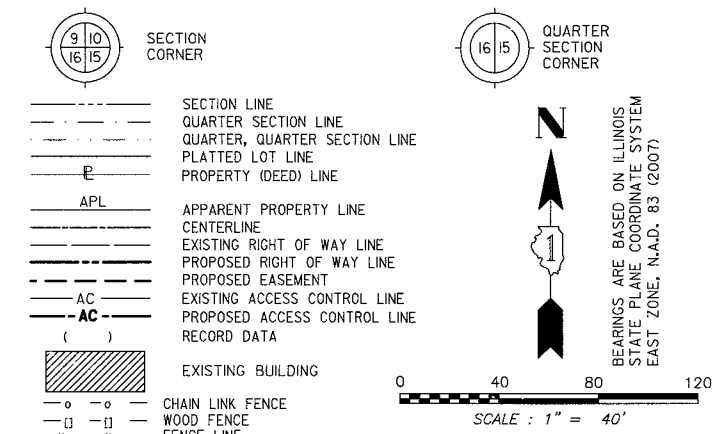 9 10
16 15
SECTION
CORNER
16 15
QUARTER
SECTION
CORNER
SECTION LINE
QUARTER SECTION LINE
QUARTER, QUARTER SECTION LINE
PLATTED LOT LINE
PL PROPERTY (DEED) LINE
APL APPARENT PROPERTY LINE
CENTERLINE
EXISTING RIGHT OF WAY LINE
PROPOSED RIGHT OF WAY LINE
PROPOSED EASEMENT
AC EXISTING ACCESS CONTROL LINE
AC PROPOSED ACCESS CONTROL LINE
( ) RECORD DATA
EXISTING BUILDING
CHAIN LINK FENCE
WOOD FENCE
FENCE LINE
N
1
BEARINGS ARE BASED ON ILLINOIS
STATE PLANE COORDINATE SYSTEM
EAST ZONE, N.A.D. 83 (2007)
0 40 80 120
SCALE : 1" = 40'